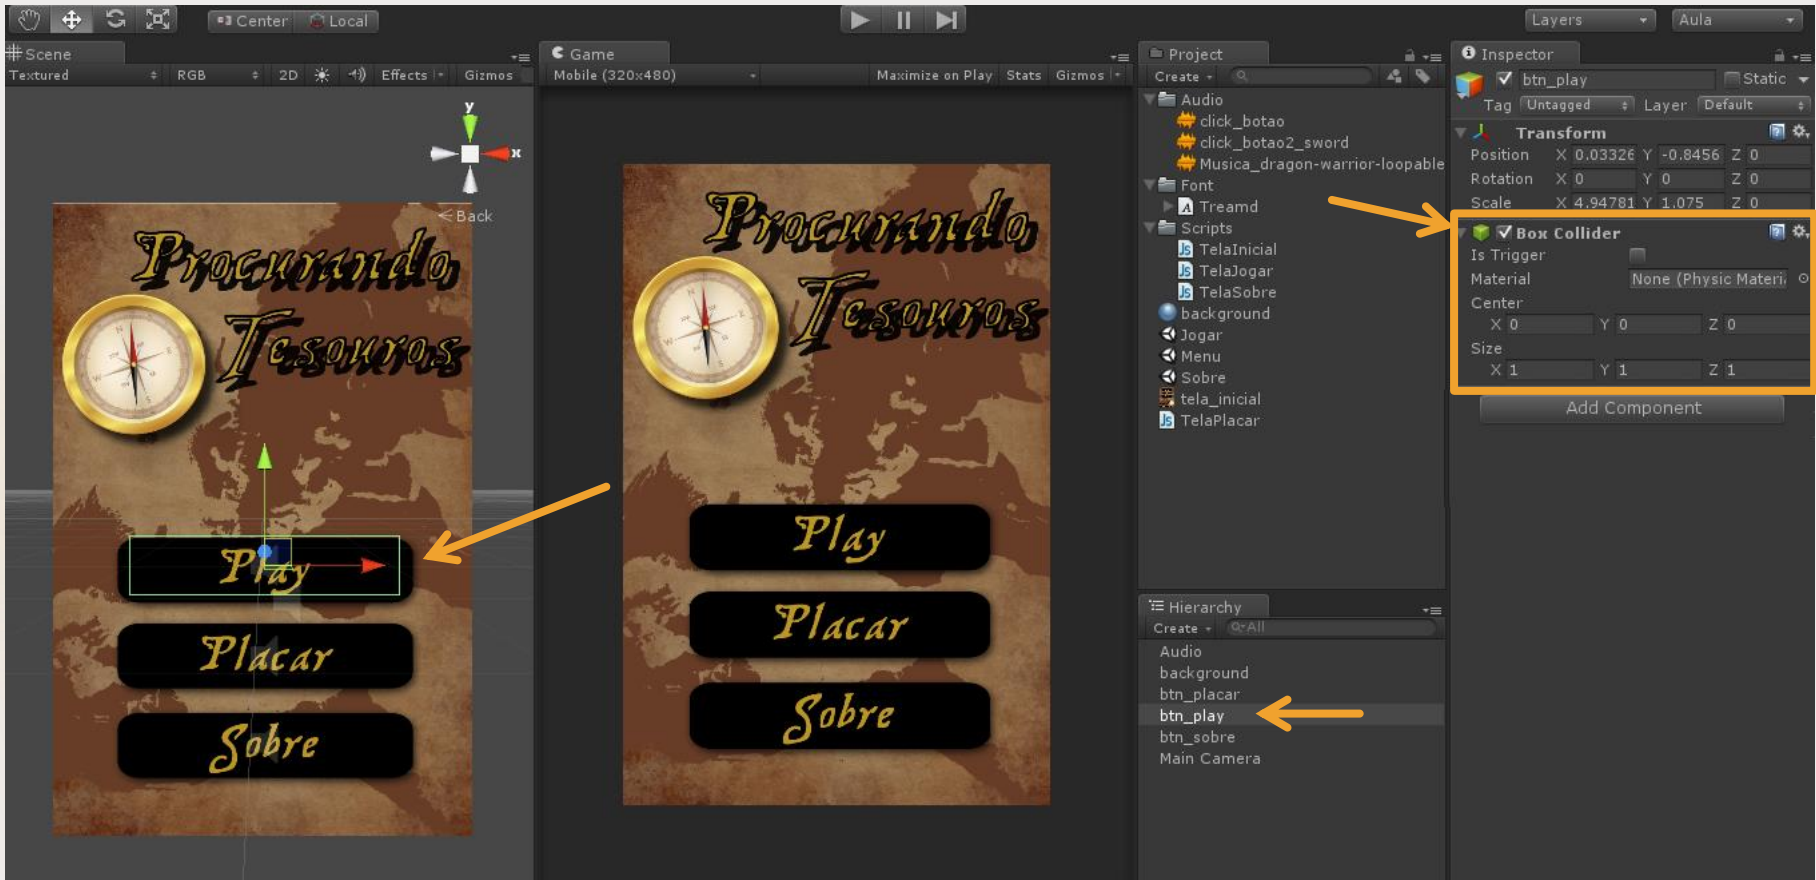 Center Local
Layers
Aula
Scene
Textured RGB 2D Effects Gizmos
y
x
Back
Procurando
Tesouros
Play
Placar
Sobre
Game
Mobile (320x480) Maximize on Play Stats Gizmos
Procurando
Tesouros
Play
Placar
Sobre
Project
Create
Audio
click_botao
click_botao2_sword
Musica_dragon-warrior-loopable
Font
Treamd
Scripts
TelaInicial
TelaJogar
TelaSobre
background
Jogar
Menu
Sobre
tela_inicial
TelaPlacar
Hierarchy
Create All
Audio
background
btn_placar
btn_play
btn_sobre
Main Camera
Inspector
btn_play Static
Tag Untagged Layer Default
Transform
Position X 0.03326 Y -0.8456 Z 0
Rotation X 0 Y 0 Z 0
Scale X 4.94781 Y 1.075 Z 0
Box Collider
Is Trigger
Material None (Physic Materi
Center
X 0 Y 0 Z 0
Size
X 1 Y 1 Z 1
Add Component